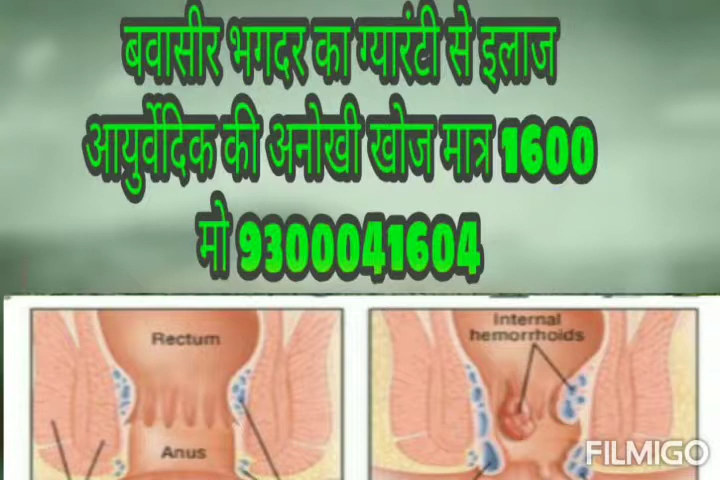 बवासीर भगदर का ग्यारंटी से इलाज
आयुर्वेदिक की अनोखी खोज मात्र 1600
मो 9300041604
Rectum
Anus
Internal
hemorrhoids
FILMIGO